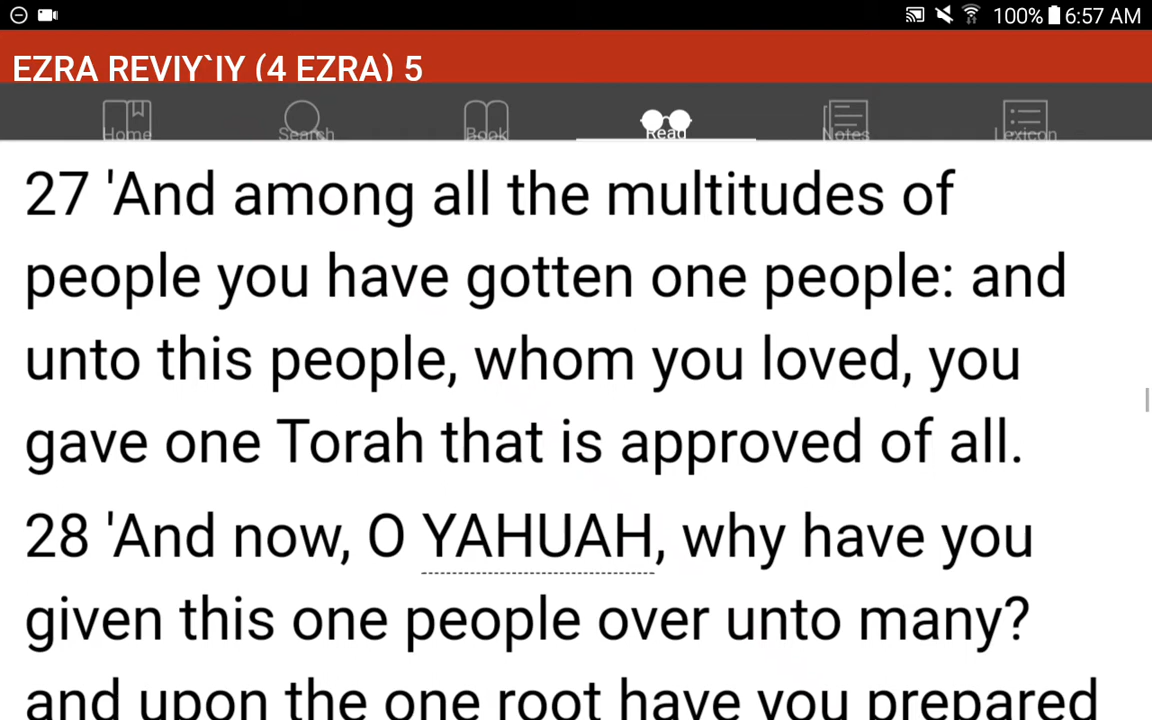 100% 6:57 AM
EZRA REVIY`IY (4 EZRA) 5
Home Search Book Read Notes Lexicon
27 'And among all the multitudes of
people you have gotten one people: and
unto this people, whom you loved, you
gave one Torah that is approved of all.
28 'And now, O YAHUAH, why have you
given this one people over unto many?
and upon the one root have you prepared